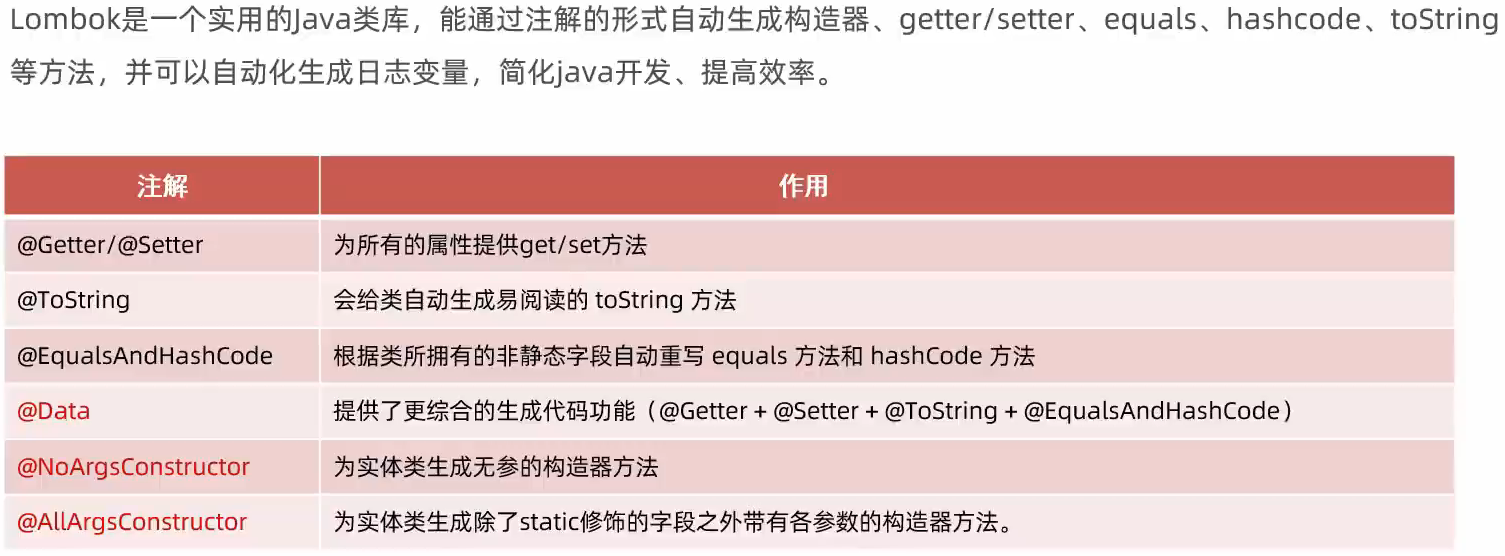 Lombok是一个实用的Java类库，能通过注解的形式自动生成构造器、getter/setter、equals、hashcode、toString
等方法，并可以自动化生成日志变量，简化java开发、提高效率。
注解 作用
@Getter/@Setter 为所有的属性提供get/set方法
@ToString 会给类自动生成易阅读的 toString 方法
@EqualsAndHashCode 根据类所拥有的非静态字段自动重写 equals 方法和 hashCode 方法
@Data 提供了更综合的生成代码功能（@Getter + @Setter + @ToString + @EqualsAndHashCode）
@NoArgsConstructor 为实体类生成无参的构造器方法
@AllArgsConstructor 为实体类生成除了static修饰的字段之外带有各参数的构造器方法。